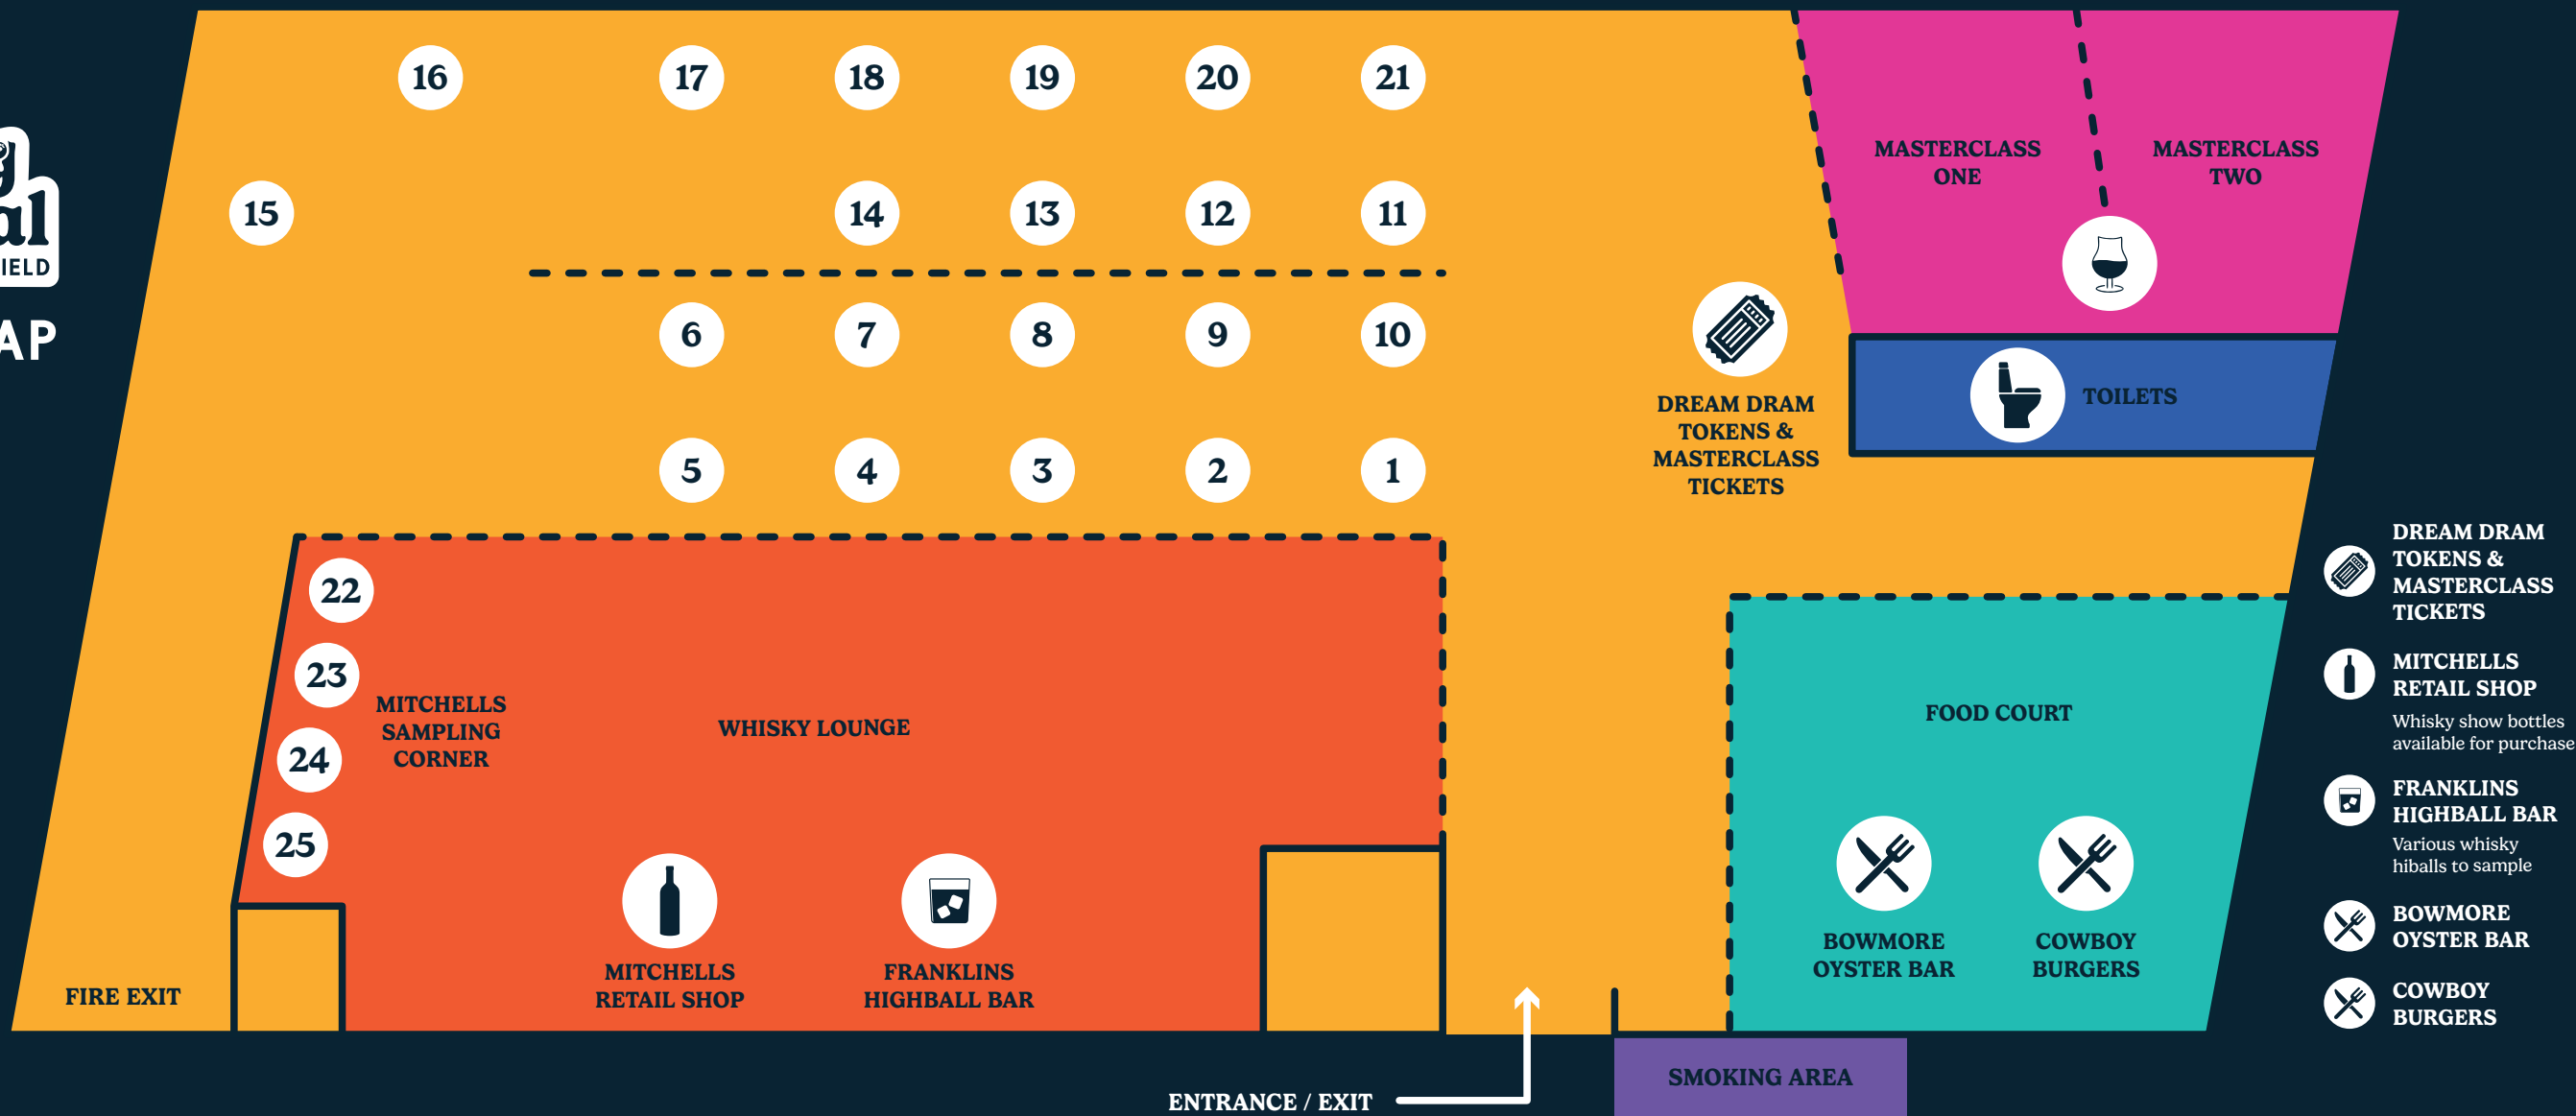 IELD
AP
16
17
18
19
20
21
15
14
13
12
11
6
7
8
9
10
5
4
3
2
1
MASTERCLASS
ONE
MASTERCLASS
TWO
DREAM DRAM
TOKENS &
MASTERCLASS
TICKETS
TOILETS
22
23
24
25
MITCHELLS
SAMPLING
CORNER
WHISKY LOUNGE
MITCHELLS
RETAIL SHOP
FRANKLINS
HIGHBALL BAR
FIRE EXIT
FOOD COURT
BOWMORE
OYSTER BAR
COWBOY
BURGERS
ENTRANCE / EXIT
SMOKING AREA
DREAM DRAM
TOKENS &
MASTERCLASS
TICKETS
MITCHELLS
RETAIL SHOP
Whisky show bottles
available for purchase
FRANKLINS
HIGHBALL BAR
Various whisky
hiballs to sample
BOWMORE
OYSTER BAR
COWBOY
BURGERS